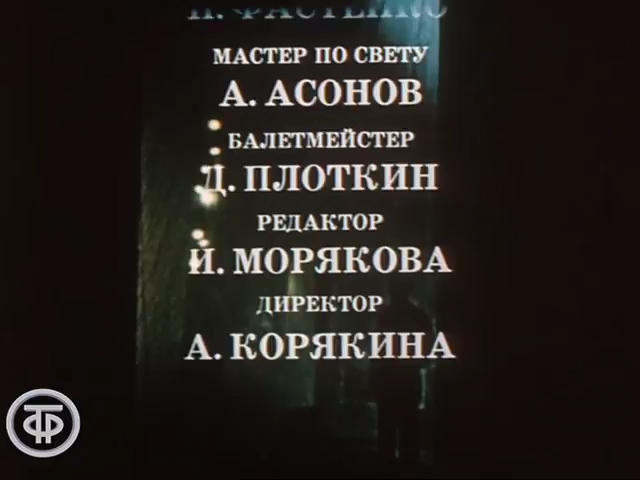 МАСТЕР ПО СВЕТУ
А. АСОНОВ
БАЛЕТМЕЙСТЕР
Д. ПЛОТКИН
РЕДАКТОР
И. МОРЯКОВА
ДИРЕКТОР
А. КОРЯКИНА